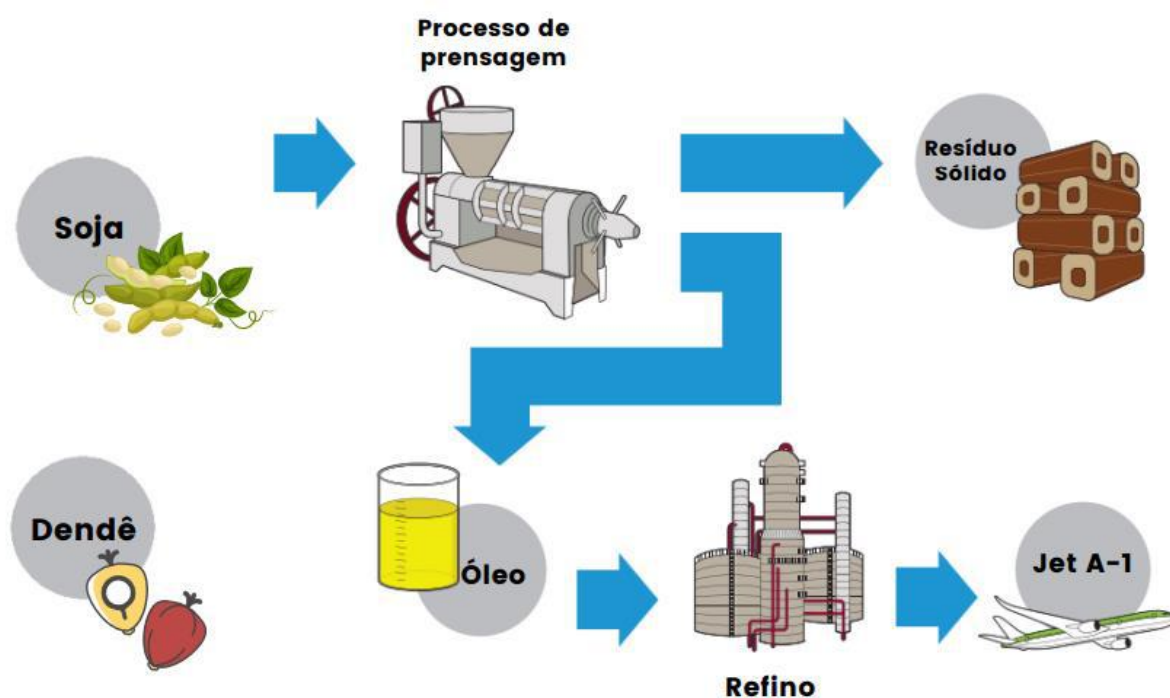 Processo de
prensagem
Resíduo
Sólido
Soja
Dendê
Óleo
Jet A-1
Refino